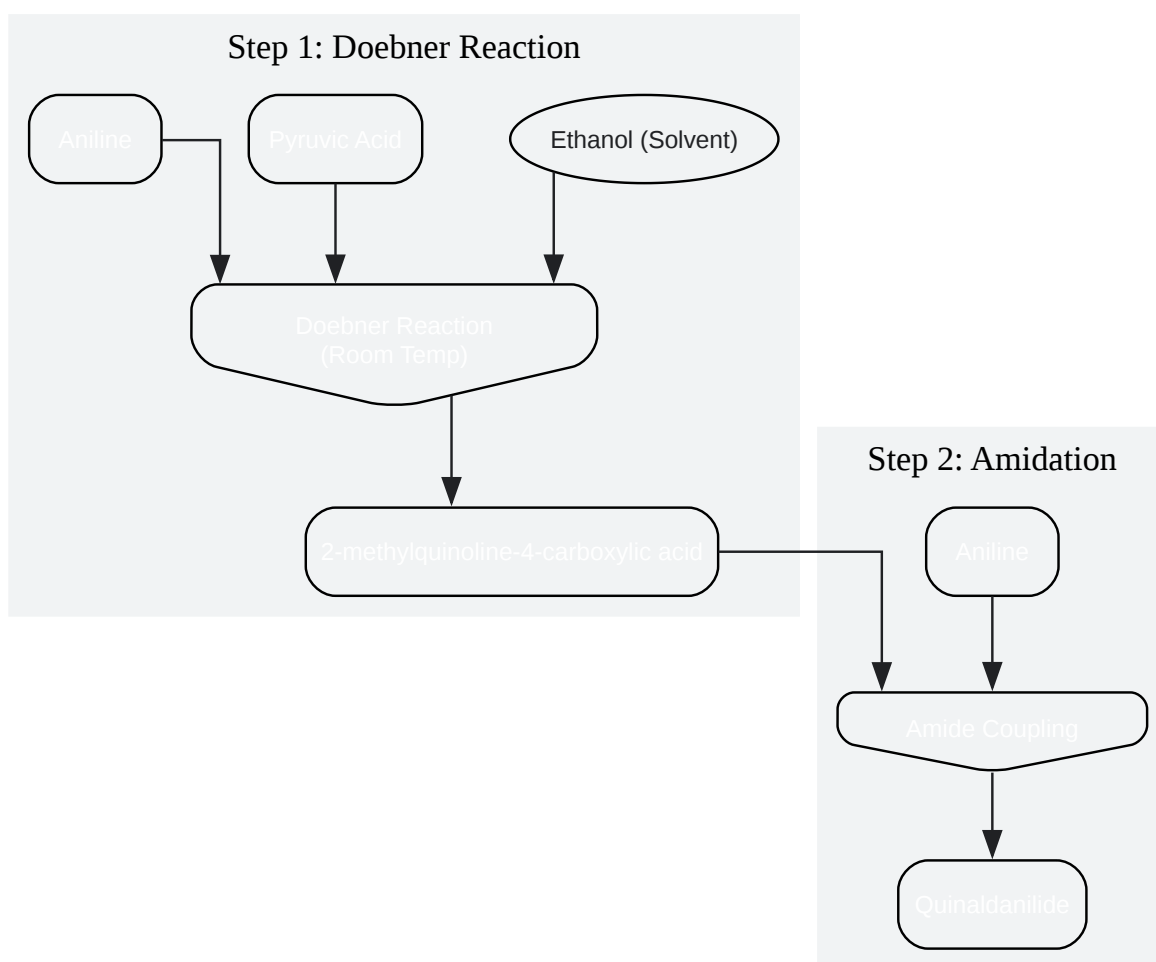 Step 1: Doebner Reaction
Aniline
Pyruvic Acid
Ethanol (Solvent)
Doebner Reaction
(Room Temp)
2-methylquinoline-4-carboxylic acid
Step 2: Amidation
Aniline
Amide Coupling
Quinaldanilide